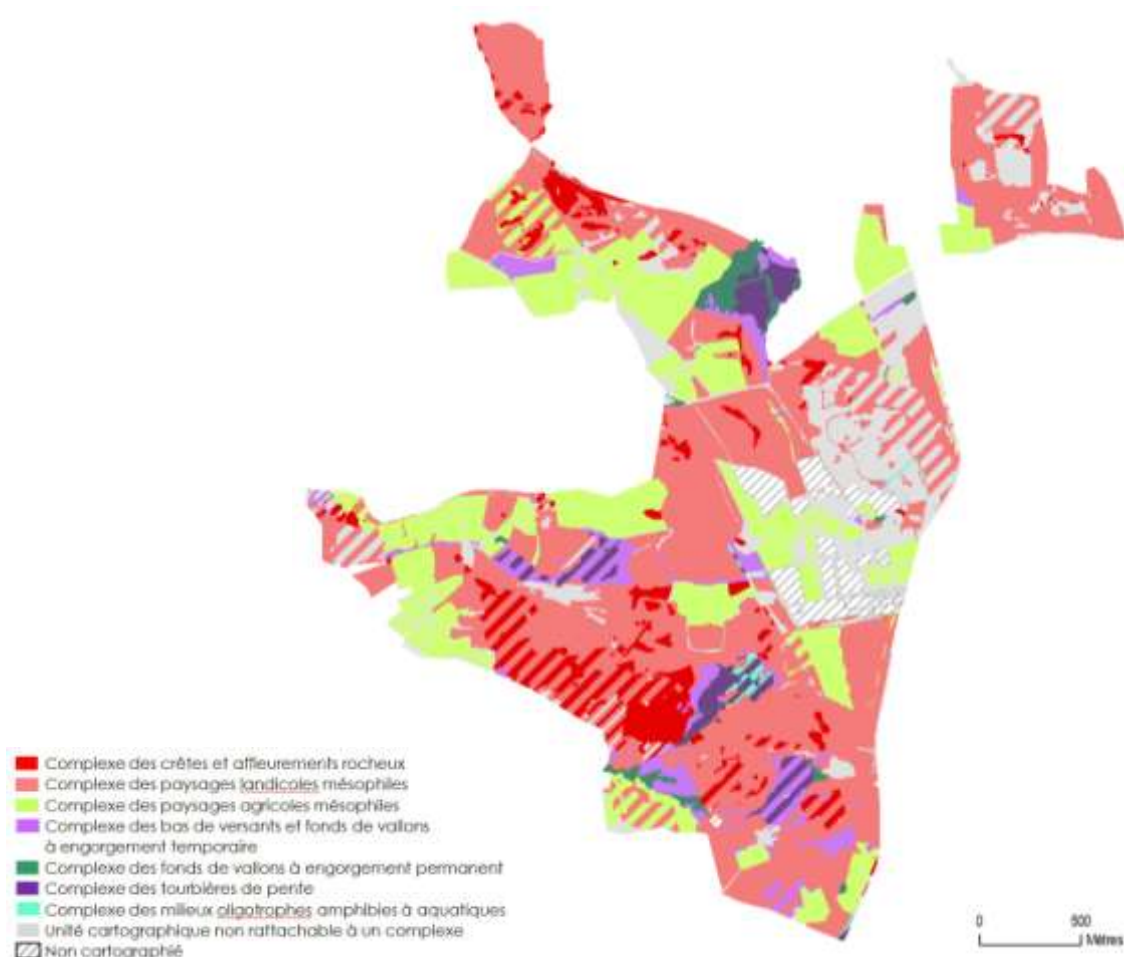 Complexe des crêtes et affleurements rocheux
Complexe des paysages landicoles mésophiles
Complexe des paysages agricoles mésophiles
Complexe des bas de versants et fonds de vallons
à engorgement temporaire
Complexe des fonds de vallons à engorgement permanent
Complexe des tourbières de pente
Complexe des milieux oligotrophes amphibies à aquatiques
Unité cartographique non rattachable à un complexe
Non cartographié
0 500
Mètres